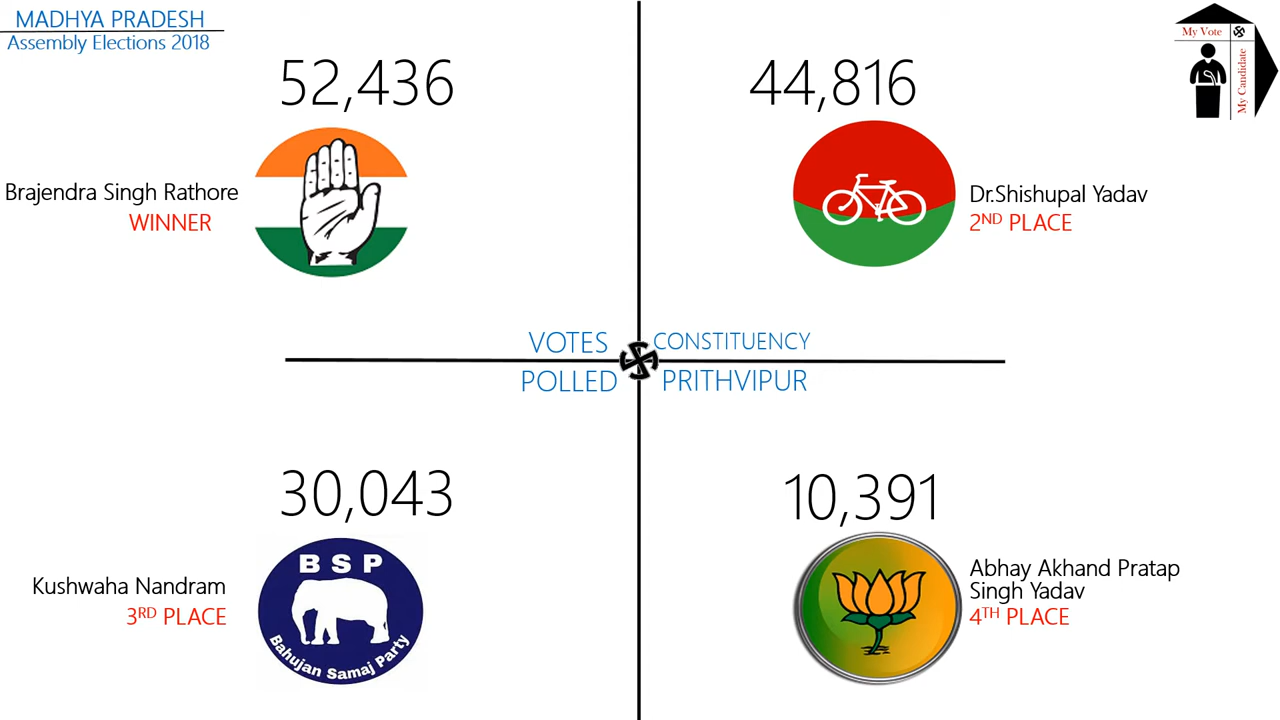 MADHYA PRADESH
Assembly Elections 2018
My Vote
My Candidate
52,436
Brajendra Singh Rathore
WINNER
44,816
Dr.Shishupal Yadav
2ND PLACE
VOTES
POLLED
CONSTITUENCY
PRITHVIPUR
30,043
Kushwaha Nandram
3RD PLACE
BSP
Bahujan Samaj Party
10,391
Abhay Akhand Pratap
Singh Yadav
4TH PLACE